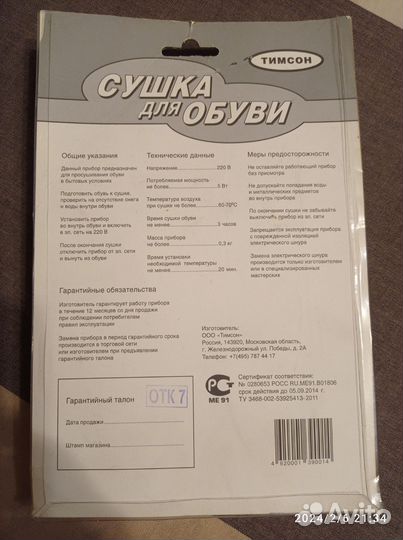 ТИМСОН
СУШКА
ДЛЯ ОБУВИ
Общие указания
Данный прибор предназначен
для просушивания обуви
в бытовых условиях
Подготовить обувь к сушке,
проверить на отсутствие снега
и воды внутри обуви
Установить прибор
во внутрь обуви и включить
в эл. сеть на 220 В
После окончания сушки
отключить прибор от эл. сети
и вынуть из обуви
Технические данные
Напряжение 220 В
Потребляемая мощность
не более 5 Вт
Температура воздуха
при сушке не более 60-70ºС
Время сушки обуви
не менее 3 часов
Масса прибора
не более 0,3 кг
Время установки
необходимой температуры
не менее 20 мин.
Меры предосторожности
Не оставляйте работающий прибор
без присмотра
Не допускайте попадания воды
и металлических предметов
во внутрь прибора
По окончании сушки не забывайте
выключить прибор из эл. сети
Запрещается эксплуатация прибора
с поврежденной изоляцией
электрического шнура
Замена электрического шнура
производится только изготовителем
или в специализированных
мастерских
Гарантийные обязательства
Изготовитель гарантирует работу прибора
в течение 12 месяцев со дня продажи
при соблюдении потребителем
правил эксплуатации
Замена прибора в период гарантийного срока
производится в торговой сети
или изготовителем при предъявлении
гарантийного талона
Изготовитель:
ООО «Тимсон»
Россия, 143920, Московская область,
г. Железнодорожный ул. Победы, д. 2А
Телефон: +7(495) 787 44 17
Гарантийный талон
ОТК 7
Дата продажи
Штамп магазина
РСТ
МЕ 91
Сертификат соответствия:
№ 0280653 РОСС RU.МЕ91.В01806
срок действия до 05.09.2014 г.
ТУ 3468-002-53925413-2011
4 620001 390014
Avito
2024/2/6 21:34